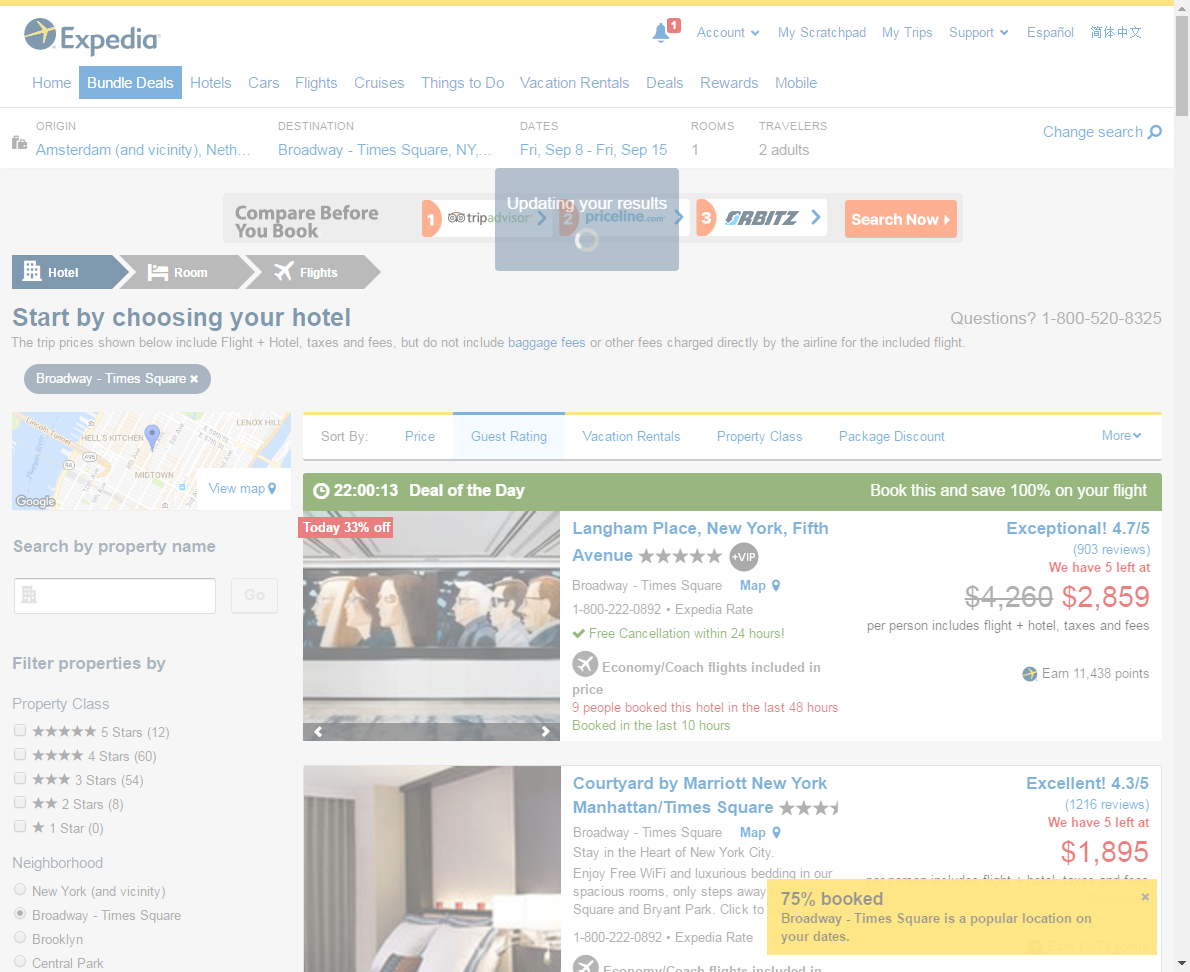 Expedia
1
Account
My Scratchpad
My Trips
Support
Español
简体中文
Home
Bundle Deals
Hotels
Cars
Flights
Cruises
Things to Do
Vacation Rentals
Deals
Rewards
Mobile
ORIGIN
Amsterdam (and vicinity), Neth...
DESTINATION
Broadway - Times Square, NY,...
DATES
Fri, Sep 8 - Fri, Sep 15
ROOMS
1
TRAVELERS
2 adults
Change search
Updating your results
Compare Before
You Book
1 tripadvisor
2 priceline.com
3 ORBITZ
Search Now
Hotel
Room
Flights
Start by choosing your hotel
Questions? 1-800-520-8325
The trip prices shown below include Flight + Hotel, taxes and fees, but do not include baggage fees or other fees charged directly by the airline for the included flight.
Broadway - Times Square ×
Lincoln Tunnel
LENOX HILL
HELL'S KITCHEN
MIDTOWN
495
9A
Google
View map
Sort By:
Price
Guest Rating
Vacation Rentals
Property Class
Package Discount
More
22:00:13 Deal of the Day
Book this and save 100% on your flight
Today 33% off
Langham Place, New York, Fifth
Avenue
+VIP
Broadway - Times Square Map
1-800-222-0892 • Expedia Rate
Free Cancellation within 24 hours!
Economy/Coach flights included in
price
9 people booked this hotel in the last 48 hours
Booked in the last 10 hours
Exceptional! 4.7/5
(903 reviews)
We have 5 left at
$4,260 $2,859
per person includes flight + hotel, taxes and fees
Earn 11,438 points
Search by property name
Go
Filter properties by
Property Class
5 Stars (12)
4 Stars (60)
3 Stars (54)
2 Stars (8)
1 Star (0)
Neighborhood
New York (and vicinity)
Broadway - Times Square
Brooklyn
Central Park
Courtyard by Marriott New York
Manhattan/Times Square
Broadway - Times Square Map
Stay in the Heart of New York City.
Enjoy Free WiFi and luxurious bedding in our
spacious rooms, only steps away
Square and Bryant Park. Click to
1-800-222-0892 • Expedia Rate
Economy/Coach flights included in
Excellent! 4.3/5
(1216 reviews)
We have 5 left at
$1,895
per person includes flight + hotel, taxes and fees
75% booked ×
Broadway - Times Square is a popular location on
your dates.